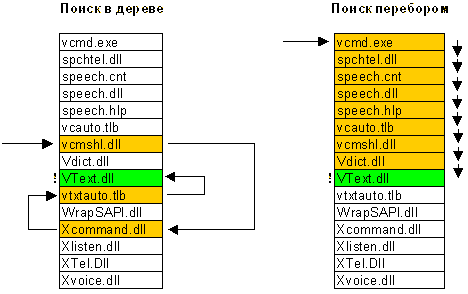 Поиск в дереве
vcmd.exe
spchtel.dll
speech.cnt
speech.dll
speech.hlp
vcauto.tlb
vcmshl.dll
Vdict.dll
! VText.dll
vtxtauto.tlb
WrapSAPI.dll
Xcommand.dll
Xlisten.dll
XTel.Dll
Xvoice.dll
Поиск перебором
vcmd.exe
spchtel.dll
speech.cnt
speech.dll
speech.hlp
vcauto.tlb
vcmshl.dll
Vdict.dll
! VText.dll
vtxtauto.tlb
WrapSAPI.dll
Xcommand.dll
Xlisten.dll
XTel.Dll
Xvoice.dll